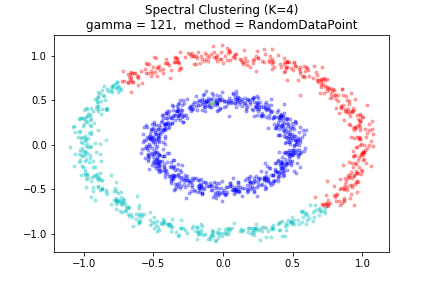 Spectral Clustering (K=4)
gamma = 121,  method = RandomDataPoint
1.0
0.5
0.0
−0.5
−1.0
−1.0 −0.5 0.0 0.5 1.0